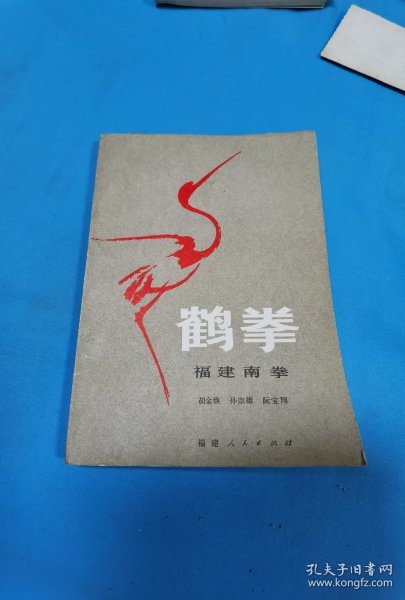 鹤拳
福建南拳
胡金焕 孙崇雄 阮宝翔
福建人民出版社
孔夫子旧书网
www.kongfz.com